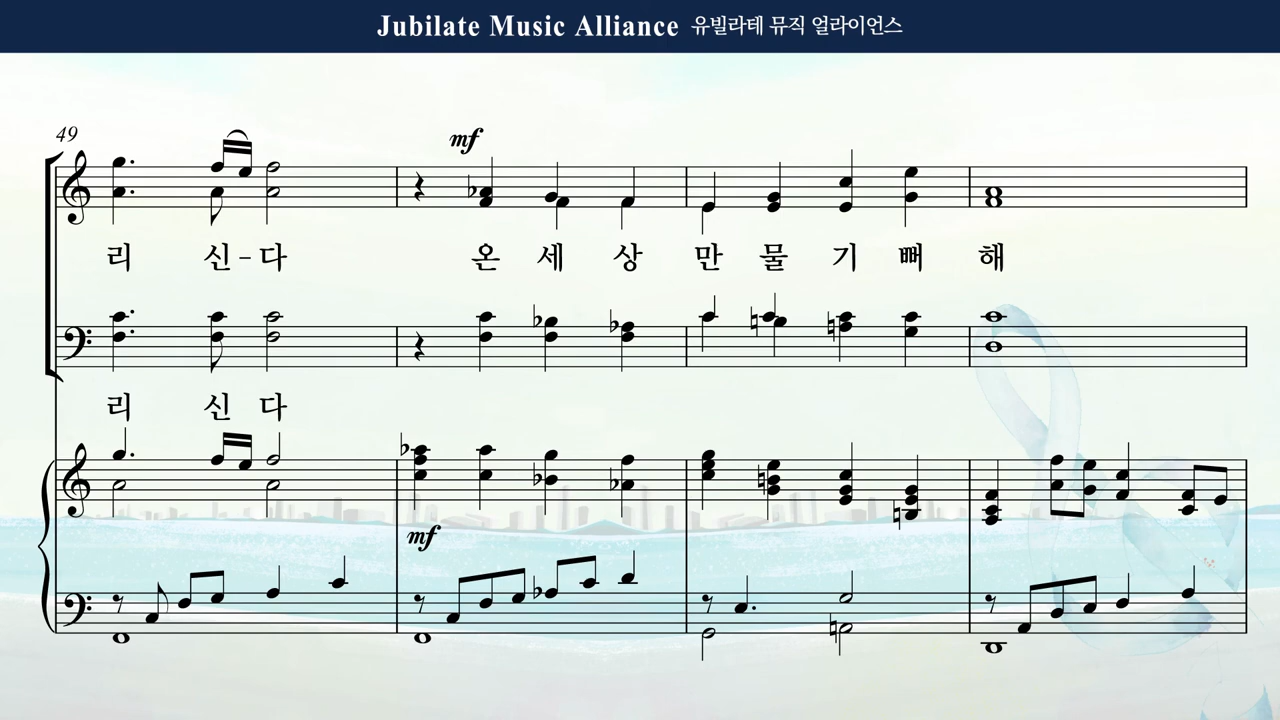 Jubilate Music Alliance 유빌라테 뮤직 얼라이언스
49
mf
리 신-다 온 세 상 만 물 기 뻐 해
리 신 다
mf